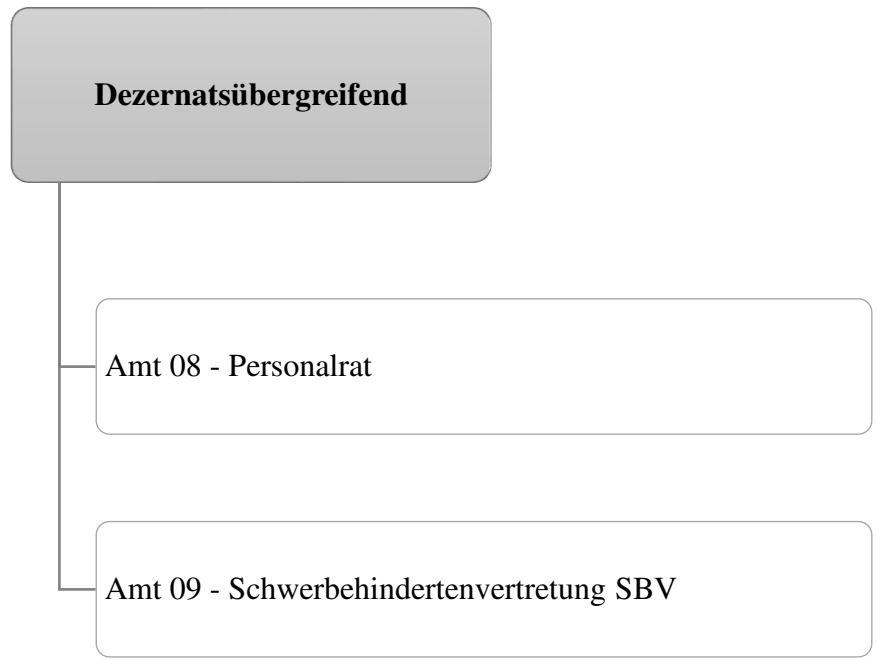 Dezernatsübergreifend
Amt 08 - Personalrat
Amt 09 - Schwerbehindertenvertretung SBV